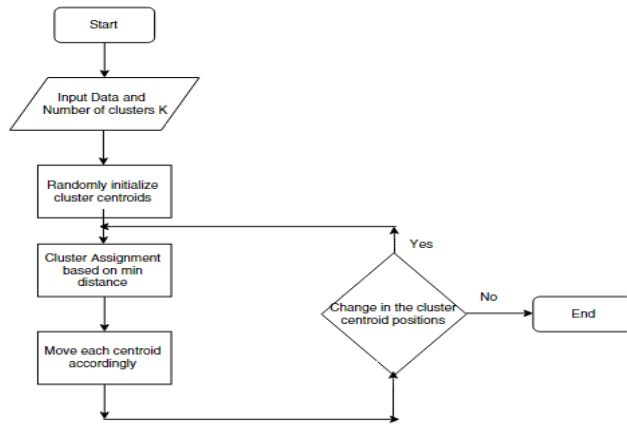 Start
Input Data and
Number of clusters K
Randomly initialize
cluster centroids
Cluster Assignment
based on min
distance
Move each centroid
accordingly
Yes
Change in the cluster
centroid positions
No
End